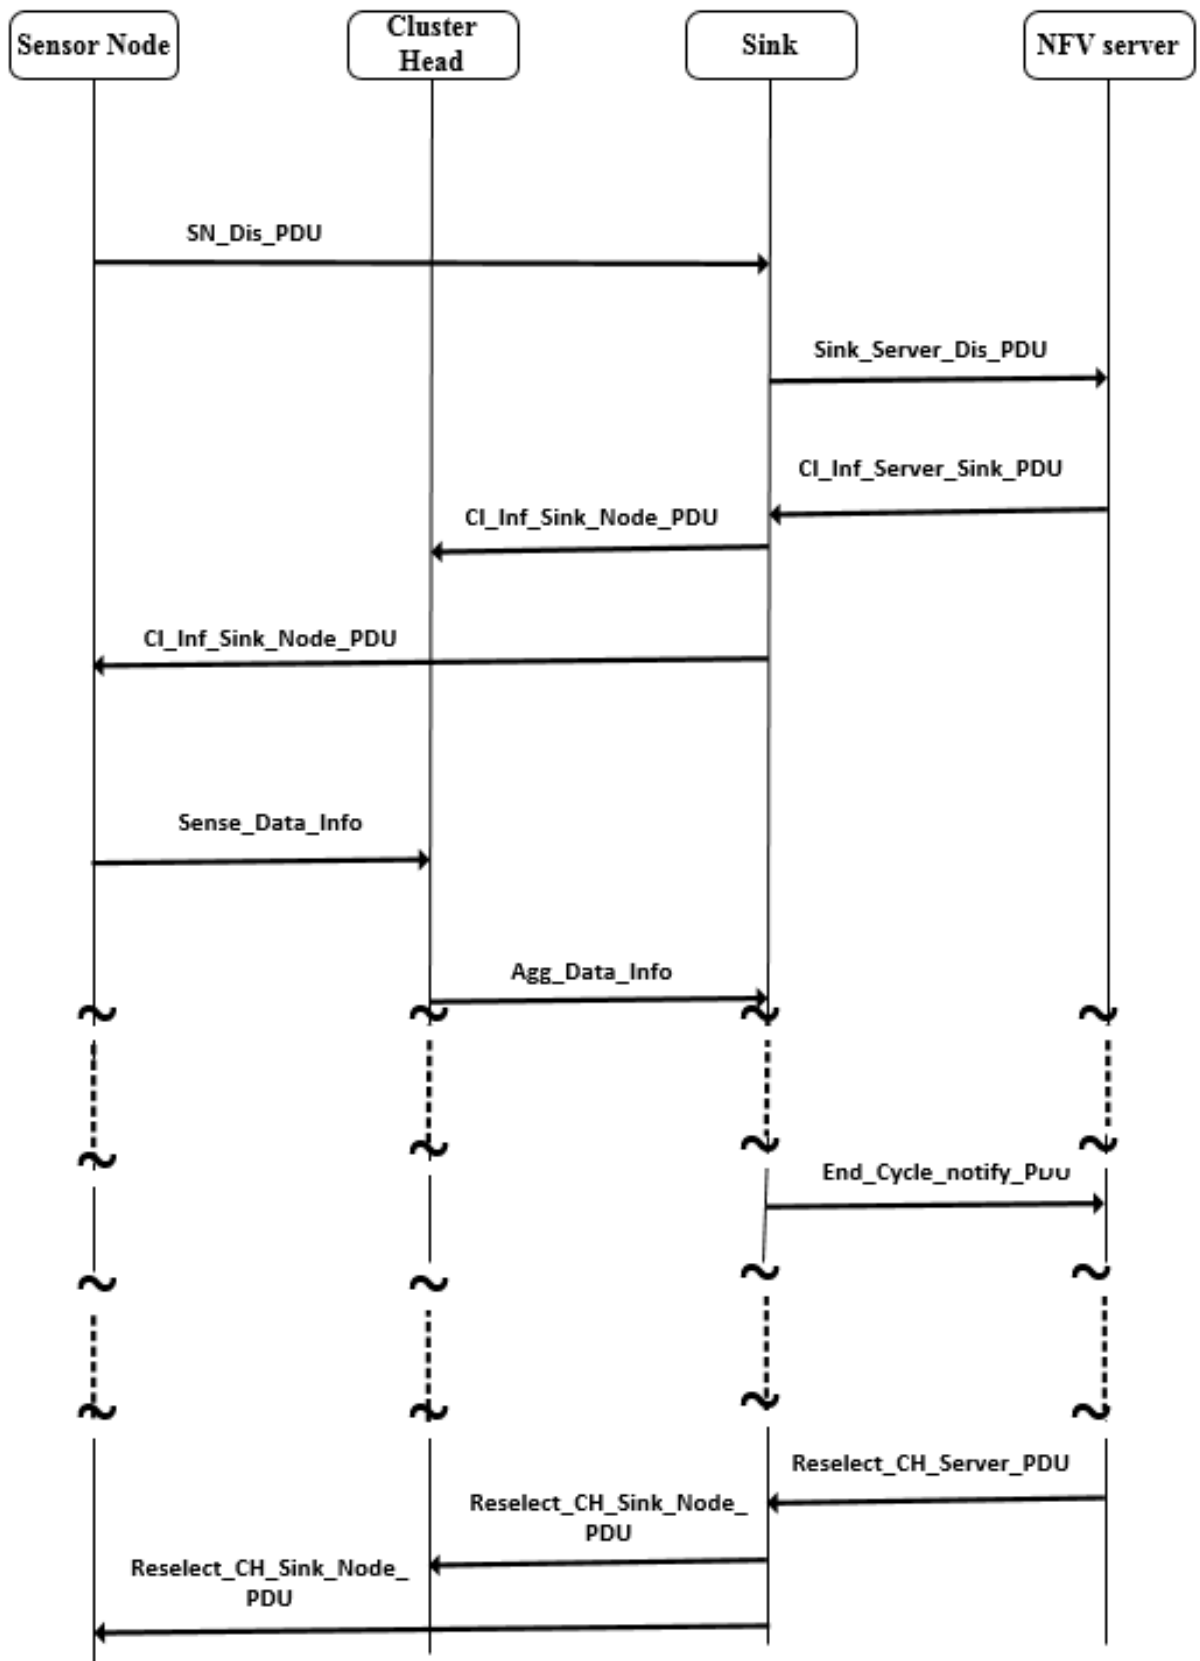 Sensor Node
Cluster
Head
Sink
NFV server
SN_Dis_PDU
Sink_Server_Dis_PDU
Cl_Inf_Server_Sink_PDU
Cl_Inf_Sink_Node_PDU
Cl_Inf_Sink_Node_PDU
Sense_Data_Info
Agg_Data_Info
End_Cycle_notify_PDU
Reselect_CH_Server_PDU
Reselect_CH_Sink_Node_
PDU
Reselect_CH_Sink_Node_
PDU